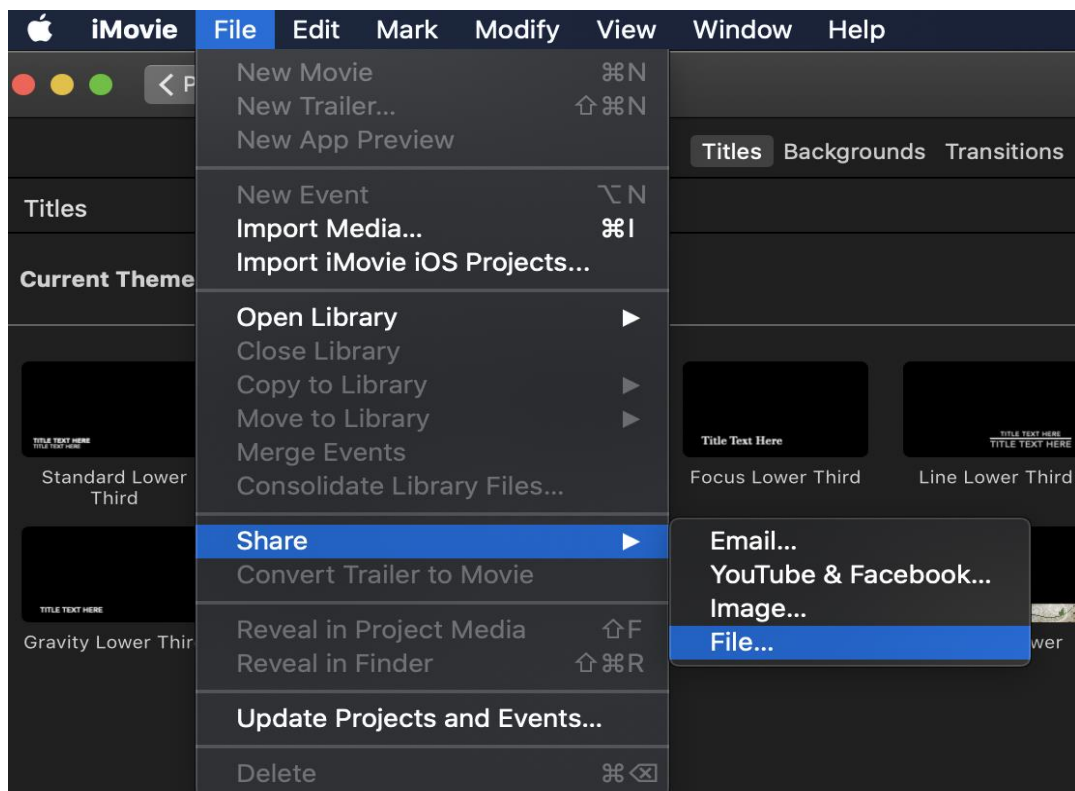 iMovie File Edit Mark Modify View Window Help
New Movie ⌘N
New Trailer... ⇧⌘N
New App Preview
New Event ⌥N
Import Media... ⌘I
Import iMovie iOS Projects...
Open Library ▶
Close Library
Copy to Library ▶
Move to Library ▶
Merge Events
Consolidate Library Files...
Share ▶
Convert Trailer to Movie
Reveal in Project Media ⇧F
Reveal in Finder ⇧⌘R
Update Projects and Events...
Delete ⌘⌫
Email...
YouTube & Facebook...
Image...
File...
P
Titles Backgrounds Transitions
Titles
Current Theme
TITLE TEXT HERE
TITLE TEXT HERE
Standard Lower
Third
Title Text Here
Focus Lower Third
TITLE TEXT HERE
TITLE TEXT HERE
Line Lower Third
TITLE TEXT HERE
Gravity Lower Thir
wer